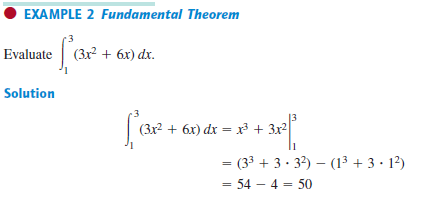 ● EXAMPLE 2 Fundamental Theorem
Evaluate ∫₁³ (3x² + 6x) dx.
Solution
∫₁³ (3x² + 6x) dx = x³ + 3x²|₁³
= (3³ + 3 · 3²) − (1³ + 3 · 1²)
= 54 − 4 = 50